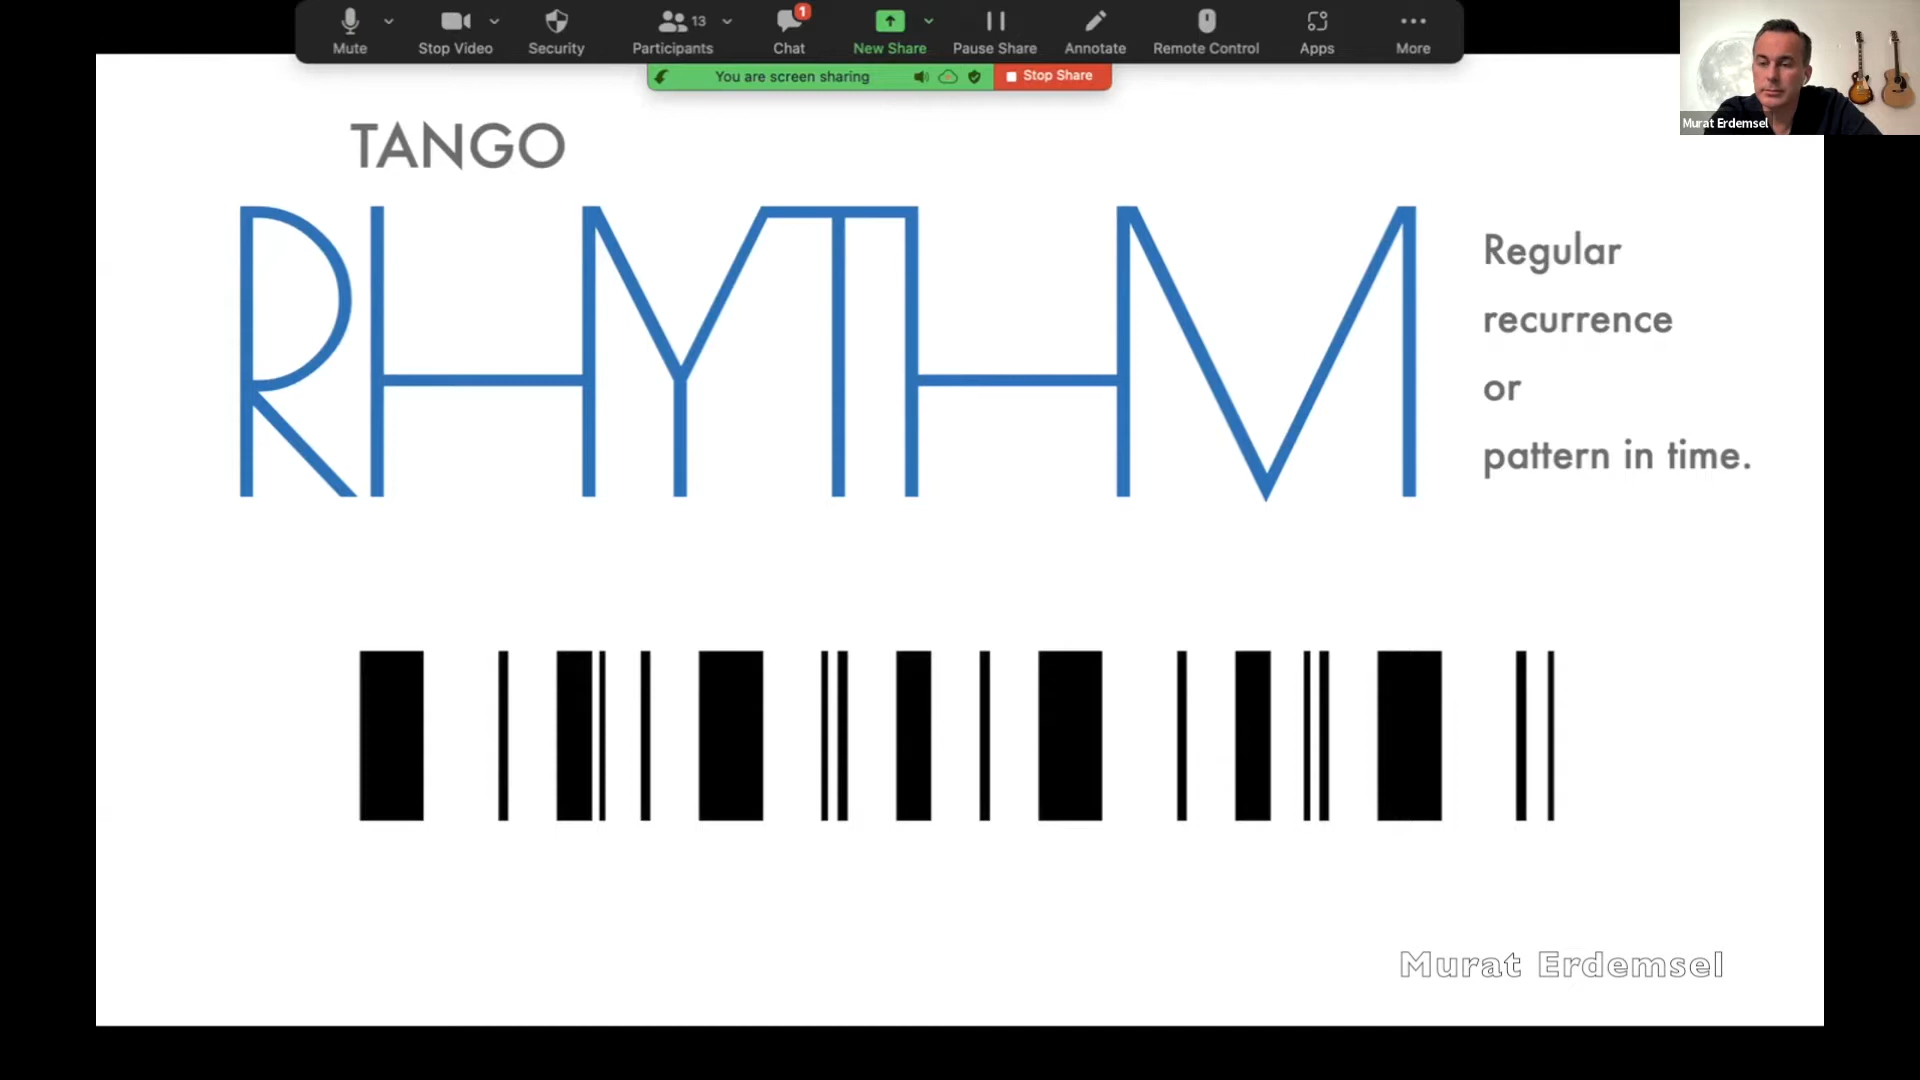 Mute
Stop Video
Security
13
Participants
1
Chat
New Share
Pause Share
Annotate
Remote Control
Apps
More
You are screen sharing
Stop Share
Murat Erdemsel
TANGO
RHYTHM
Regular
recurrence
or
pattern in time.
Murat Erdemsel